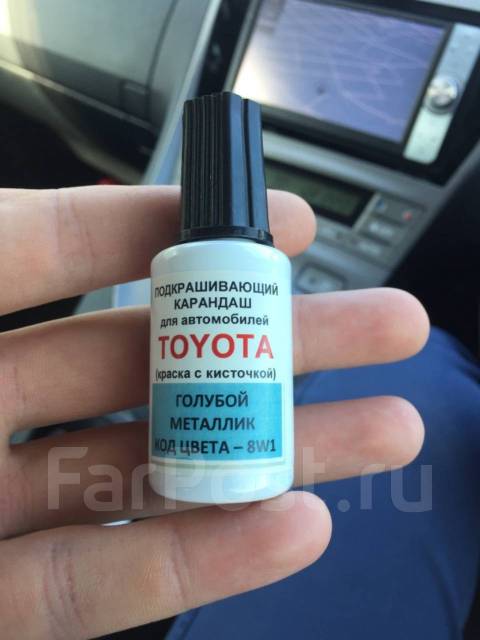 ПОДКРАШИВАЮЩИЙ
КАРАНДАШ
для автомобилей
TOYOTA
(краска с кисточкой)
ГОЛУБОЙ
МЕТАЛЛИК
КОД ЦВЕТА – 8W1
FarPost.ru